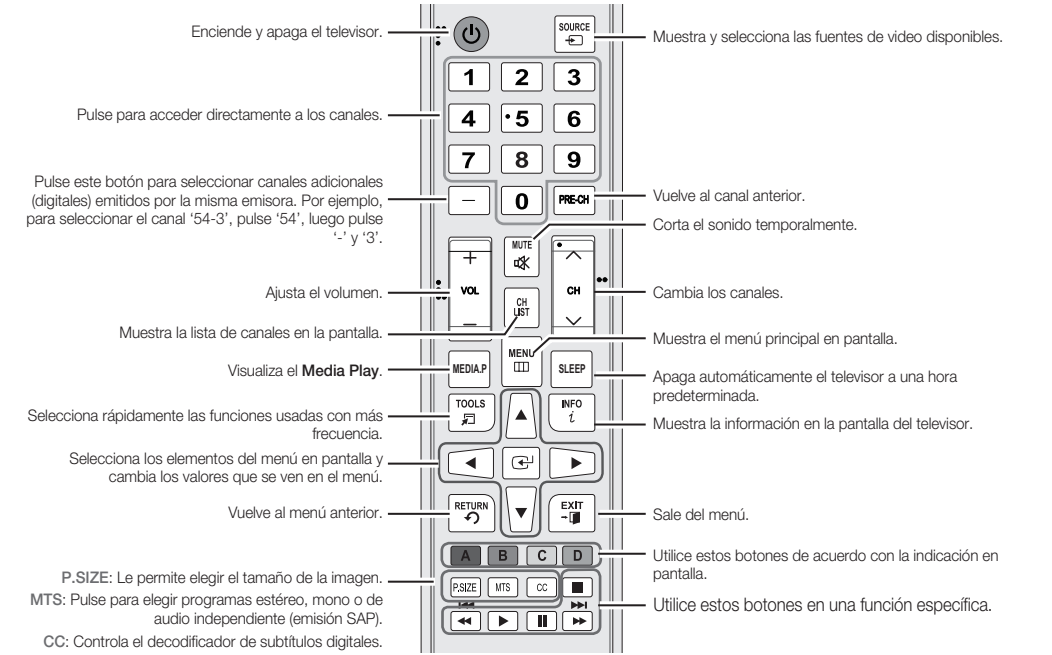 Enciende y apaga el televisor.
SOURCE
Muestra y selecciona las fuentes de video disponibles.
1 2 3
Pulse para acceder directamente a los canales.
4 5 6
7 8 9
Pulse este botón para seleccionar canales adicionales
(digitales) emitidos por la misma emisora. Por ejemplo,
para seleccionar el canal ‘54-3’, pulse ‘54’, luego pulse
‘-’ y ‘3’.
— 0 PRE-CH
Vuelve al canal anterior.
MUTE
Corta el sonido temporalmente.
+
VOL
—
Ajusta el volumen.
CH
Cambia los canales.
CH
LIST
Muestra la lista de canales en la pantalla.
MENU
Muestra el menú principal en pantalla.
Visualiza el Media Play.
MEDIA.P
SLEEP
Apaga automáticamente el televisor a una hora
predeterminada.
Selecciona rápidamente las funciones usadas con más
frecuencia.
TOOLS
INFO
i
Muestra la información en la pantalla del televisor.
Selecciona los elementos del menú en pantalla y
cambia los valores que se ven en el menú.
Vuelve al menú anterior.
RETURN
EXIT
Sale del menú.
A B C D
Utilice estos botones de acuerdo con la indicación en
pantalla.
P.SIZE: Le permite elegir el tamaño de la imagen.
MTS: Pulse para elegir programas estéreo, mono o de
audio independiente (emisión SAP).
CC: Controla el decodificador de subtítulos digitales.
P.SIZE MTS CC
Utilice estos botones en una función específica.